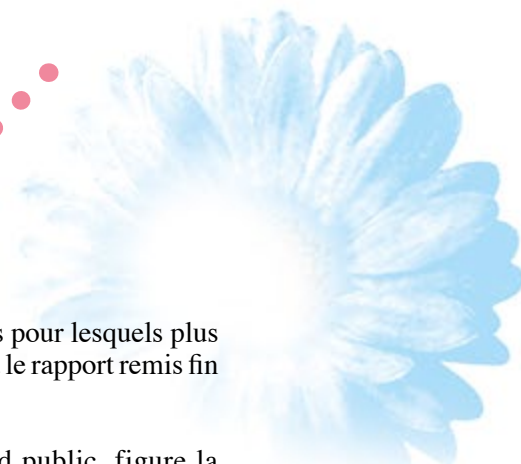 s pour lesquels plus
le rapport remis fin
d public, figure la